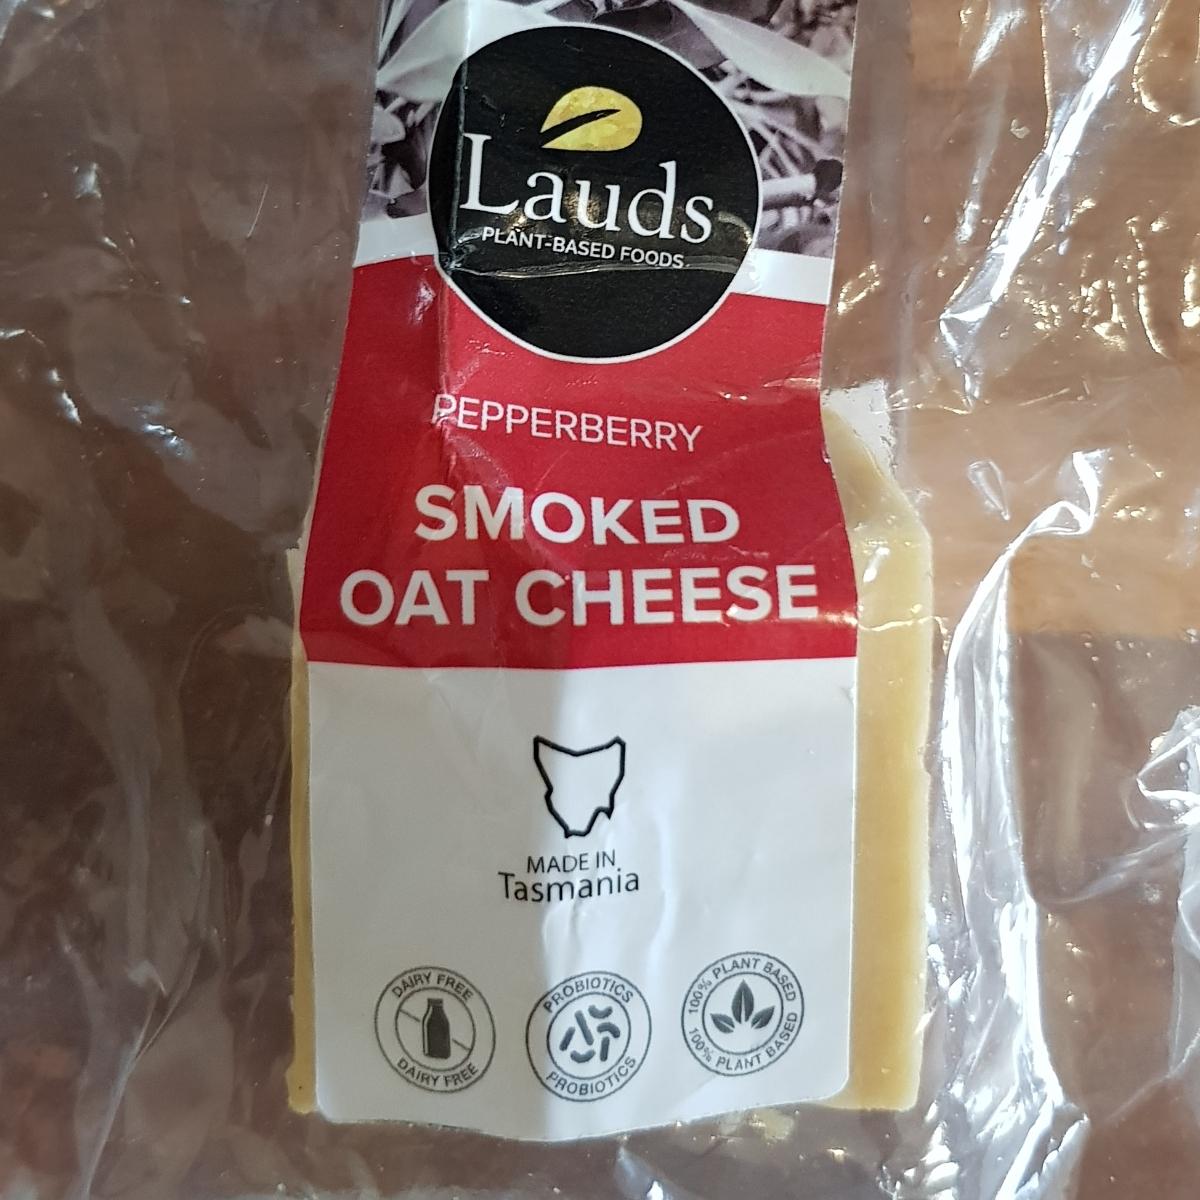 Lauds
PLANT-BASED FOODS
PEPPERBERRY
SMOKED
OAT CHEESE
MADE IN
Tasmania
DAIRY FREE
DAIRY FREE
PROBIOTICS
PROBIOTICS
100% PLANT BASED
100% PLANT BASED